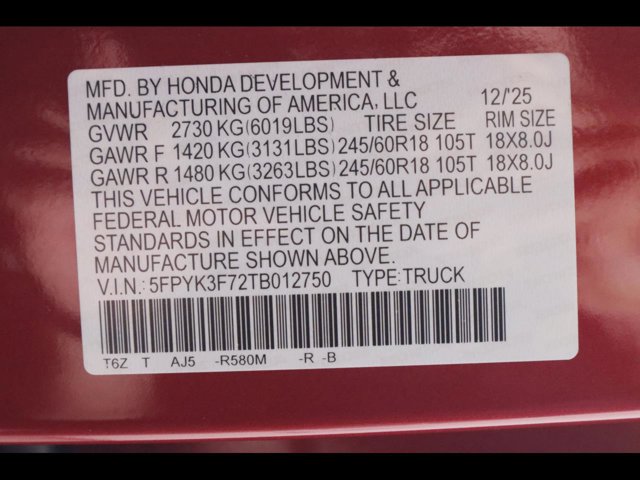 MFD. BY HONDA DEVELOPMENT &
MANUFACTURING OF AMERICA, LLC 12/'25
GVWR 2730 KG(6019LBS) TIRE SIZE RIM SIZE
GAWR F 1420 KG(3131LBS) 245/60R18 105T 18X8.0J
GAWR R 1480 KG(3263LBS) 245/60R18 105T 18X8.0J
THIS VEHICLE CONFORMS TO ALL APPLICABLE
FEDERAL MOTOR VEHICLE SAFETY
STANDARDS IN EFFECT ON THE DATE OF
MANUFACTURE SHOWN ABOVE.
V.I.N.: 5FPYK3F72TB012750 TYPE:TRUCK
T6Z T AJ5 -R580M -R -B